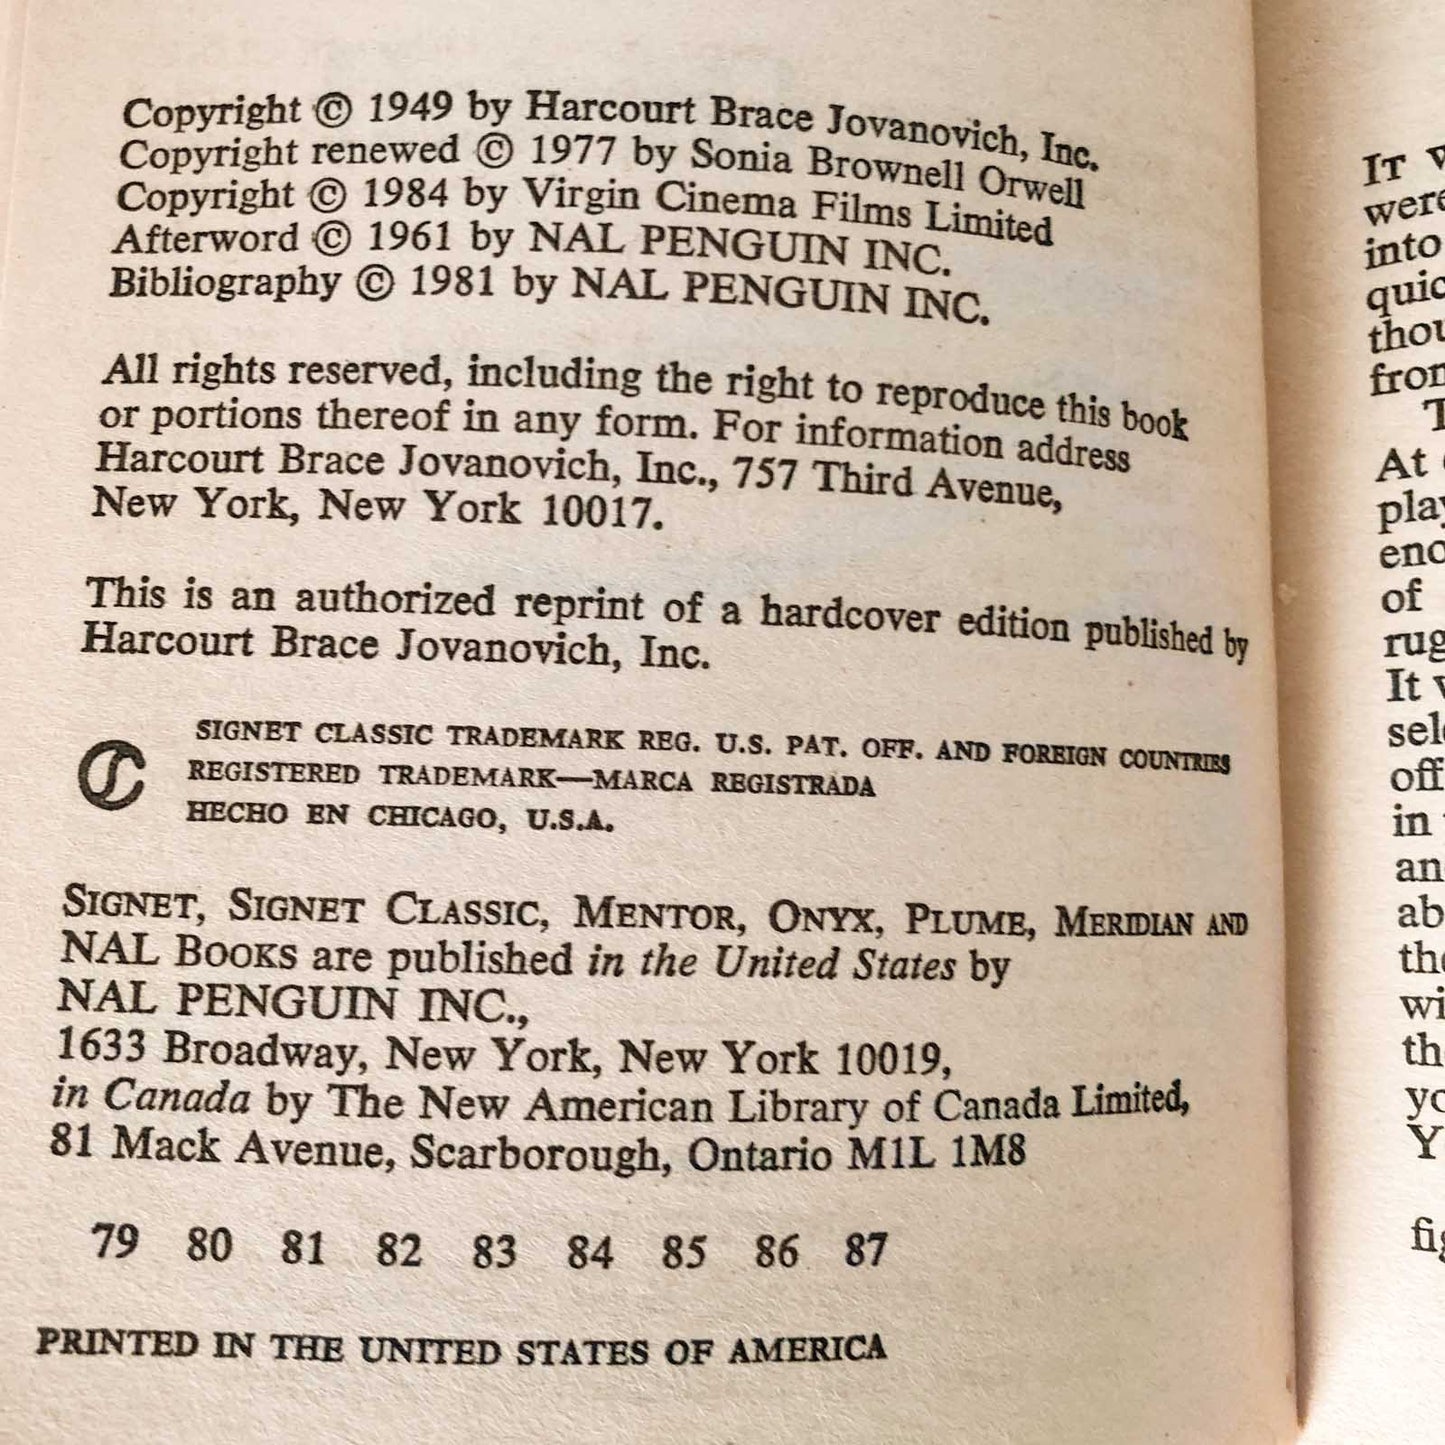 Copyright © 1949 by Harcourt Brace Jovanovich, Inc.
Copyright renewed © 1977 by Sonia Brownell Orwell
Copyright © 1984 by Virgin Cinema Films Limited
Afterword © 1961 by NAL PENGUIN INC.
Bibliography © 1981 by NAL PENGUIN INC.
All rights reserved, including the right to reproduce this book
or portions thereof in any form. For information address
Harcourt Brace Jovanovich, Inc., 757 Third Avenue,
New York, New York 10017.
This is an authorized reprint of a hardcover edition published by
Harcourt Brace Jovanovich, Inc.
SIGNET CLASSIC TRADEMARK REG. U.S. PAT. OFF. AND FOREIGN COUNTRIES
REGISTERED TRADEMARK—MARCA REGISTRADA
HECHO EN CHICAGO, U.S.A.
SIGNET, SIGNET CLASSIC, MENTOR, ONYX, PLUME, MERIDIAN AND
NAL BOOKS are published in the United States by
NAL PENGUIN INC.,
1633 Broadway, New York, New York 10019,
in Canada by The New American Library of Canada Limited,
81 Mack Avenue, Scarborough, Ontario M1L 1M8
79 80 81 82 83 84 85 86 87
PRINTED IN THE UNITED STATES OF AMERICA
IT
were
into
from
At
of
It
in